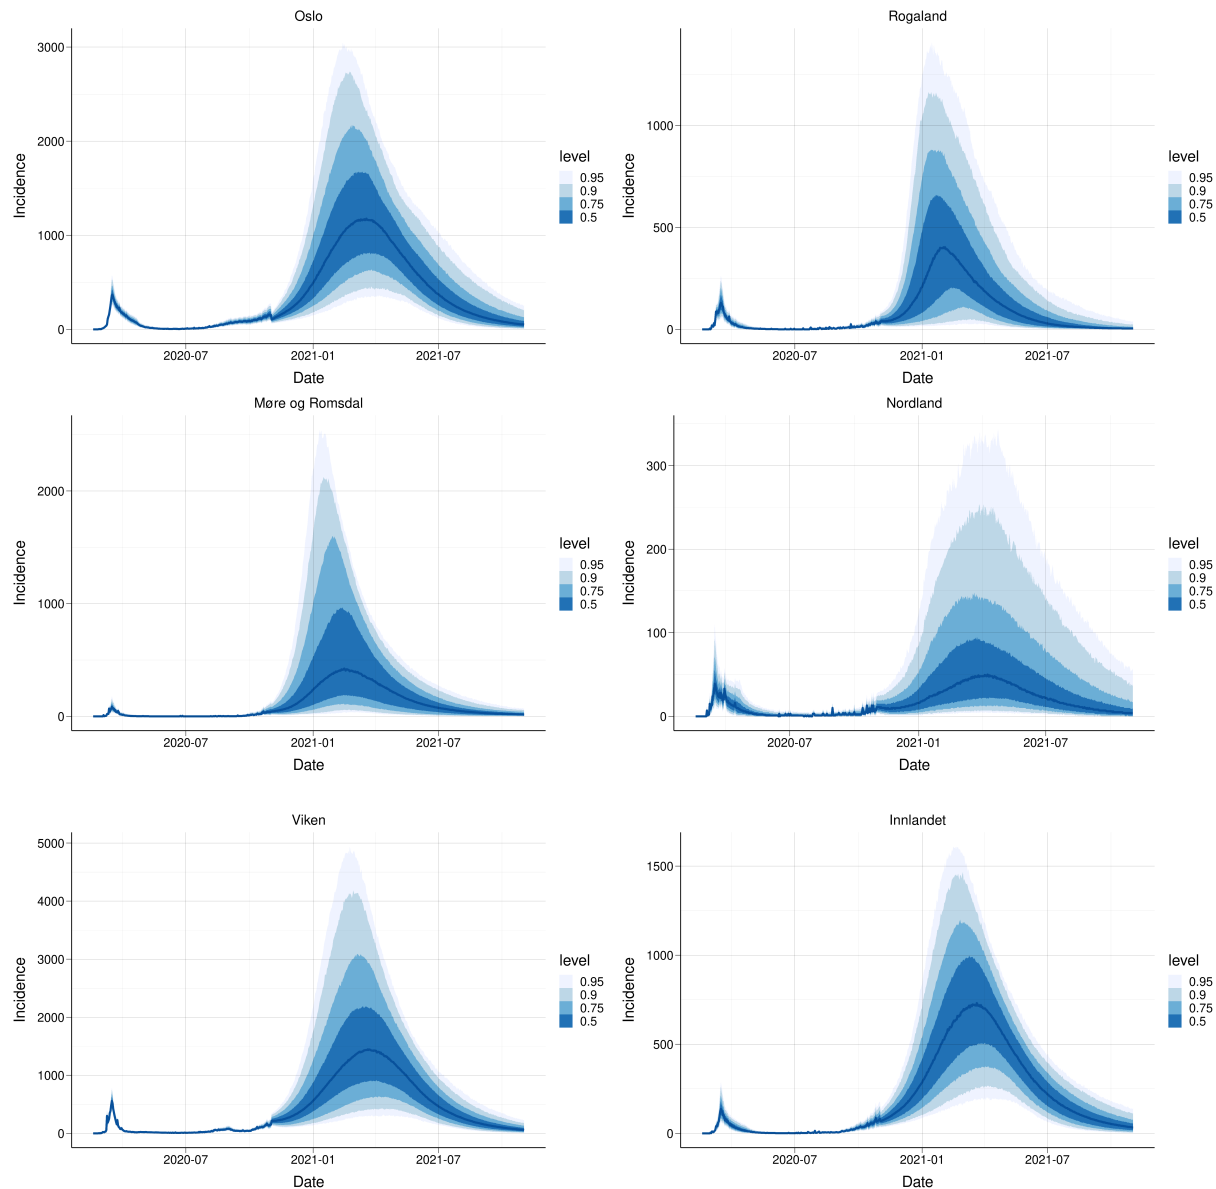 Oslo
Incidence
3000
2000
1000
0
2020-07
2021-01
2021-07
Date
level
0.95
0.9
0.75
0.5
Rogaland
Incidence
1000
500
0
2020-07
2021-01
2021-07
Date
level
0.95
0.9
0.75
0.5
Møre og Romsdal
Incidence
2000
1000
0
2020-07
2021-01
2021-07
Date
level
0.95
0.9
0.75
0.5
Nordland
Incidence
300
200
100
0
2020-07
2021-01
2021-07
Date
level
0.95
0.9
0.75
0.5
Viken
Incidence
5000
4000
3000
2000
1000
0
2020-07
2021-01
2021-07
Date
level
0.95
0.9
0.75
0.5
Innlandet
Incidence
1500
1000
500
0
2020-07
2021-01
2021-07
Date
level
0.95
0.9
0.75
0.5